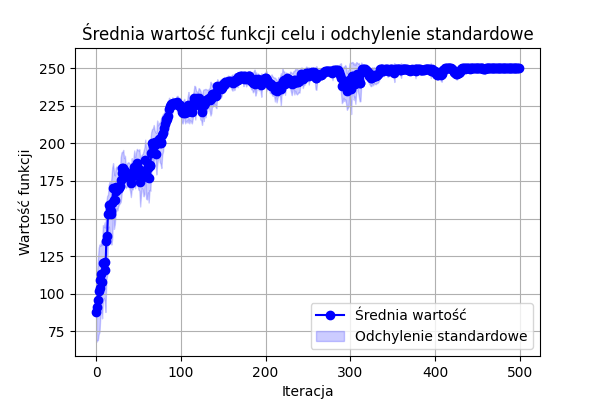 Średnia wartość funkcji celu i odchylenie standardowe
250
225
200
175
150
125
100
75
Wartość funkcji
Średnia wartość
Odchylenie standardowe
0 100 200 300 400 500
Iteracja